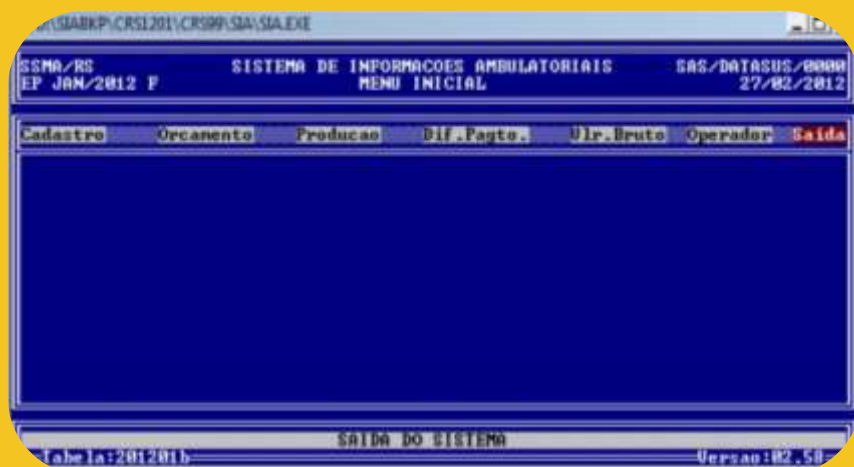 \SIABKP\CRS1201\CRS99\SIA\SIA.EXE
SSMA/RS SISTEMA DE INFORMACOES AMBULATORIAIS SAS/DATASUS/0000
EP JAN/2012 F MENU INICIAL 27/02/2012
Cadastro Orcamento Producao Dif.Pagto. Vlr.Bruto Operador Saida
SAIDA DO SISTEMA
Tabela:201201b Versao:02.58